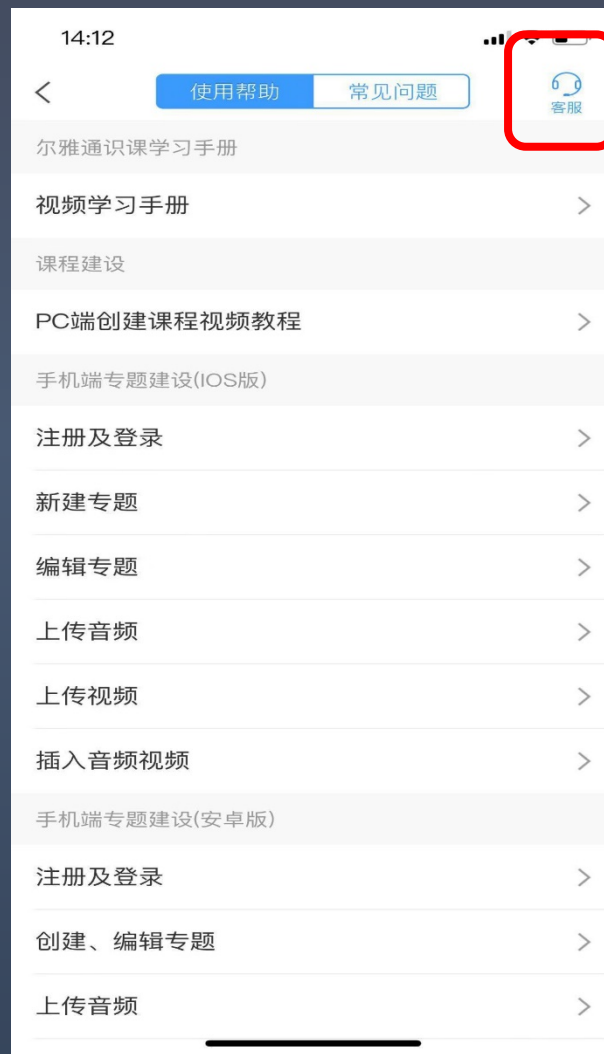 14:12
使用帮助 常见问题 客服
尔雅通识课学习手册
视频学习手册
课程建设
PC端创建课程视频教程
手机端专题建设(IOS版)
注册及登录
新建专题
编辑专题
上传音频
上传视频
插入音频视频
手机端专题建设(安卓版)
注册及登录
创建、编辑专题
上传音频